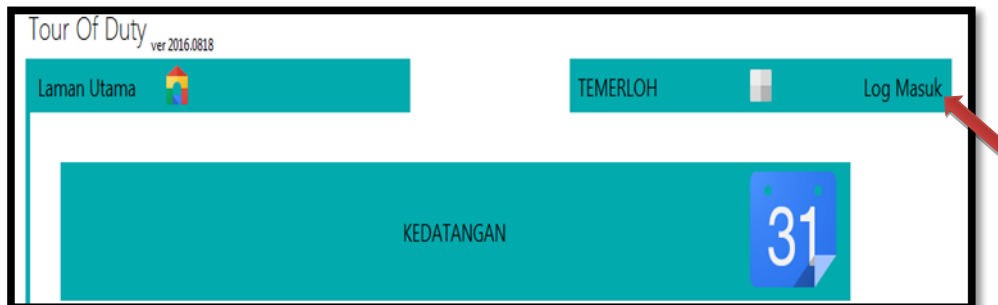 Tour Of Duty ver 2016.0818
Laman Utama TEMERLOH Log Masuk
KEDATANGAN 31